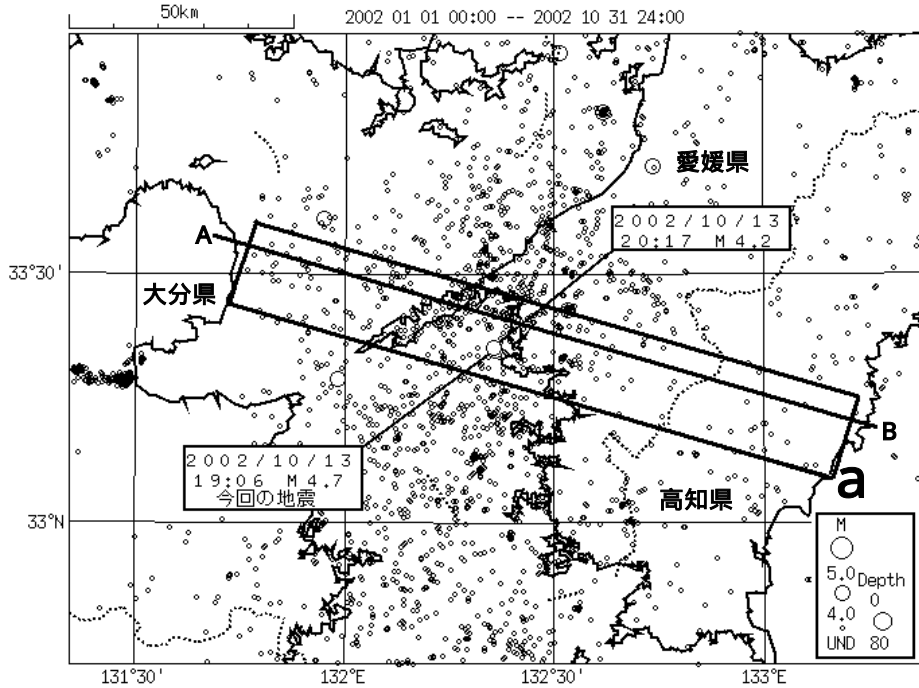 50km
2002 01 01 00:00 -- 2002 10 31 24:00
愛媛県
2002/10/13
20:17 M4.2
A
33°30'
大分県
B
2002/10/13
19:06 M4.7
今回の地震
a
高知県
33°N
M
5.0 Depth
0
4.0
UND 80
131°30'
132°E
132°30'
133°E